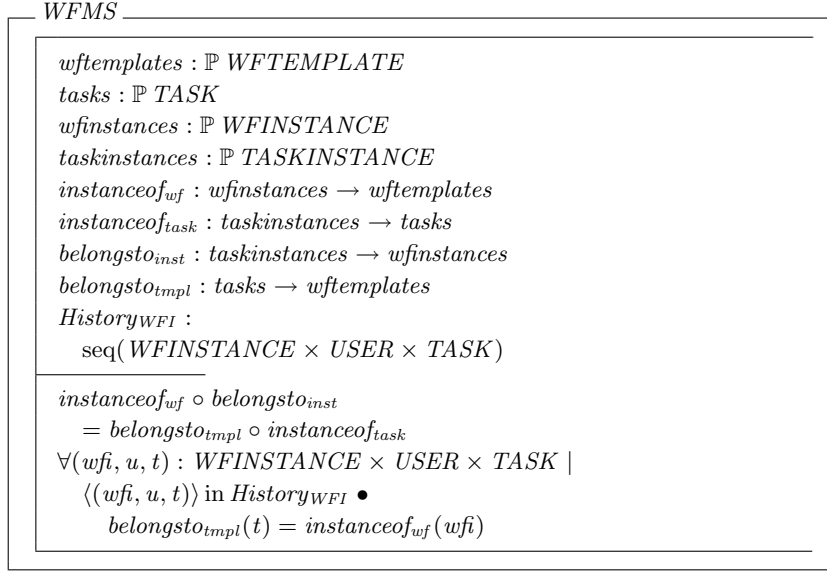 WFMS
wftemplates : ℙ WFTEMPLATE
tasks : ℙ TASK
wfinstances : ℙ WFINSTANCE
taskinstances : ℙ TASKINSTANCE
instanceof_wf : wfinstances → wftemplates
instanceof_task : taskinstances → tasks
belongsto_inst : taskinstances → wfinstances
belongsto_tmpl : tasks → wftemplates
History_WFI :
seq(WFINSTANCE × USER × TASK)
instanceof_wf ∘ belongsto_inst
= belongsto_tmpl ∘ instanceof_task
∀(wfi, u, t) : WFINSTANCE × USER × TASK |
⟨(wfi, u, t)⟩ in History_WFI •
belongsto_tmpl(t) = instanceof_wf(wfi)